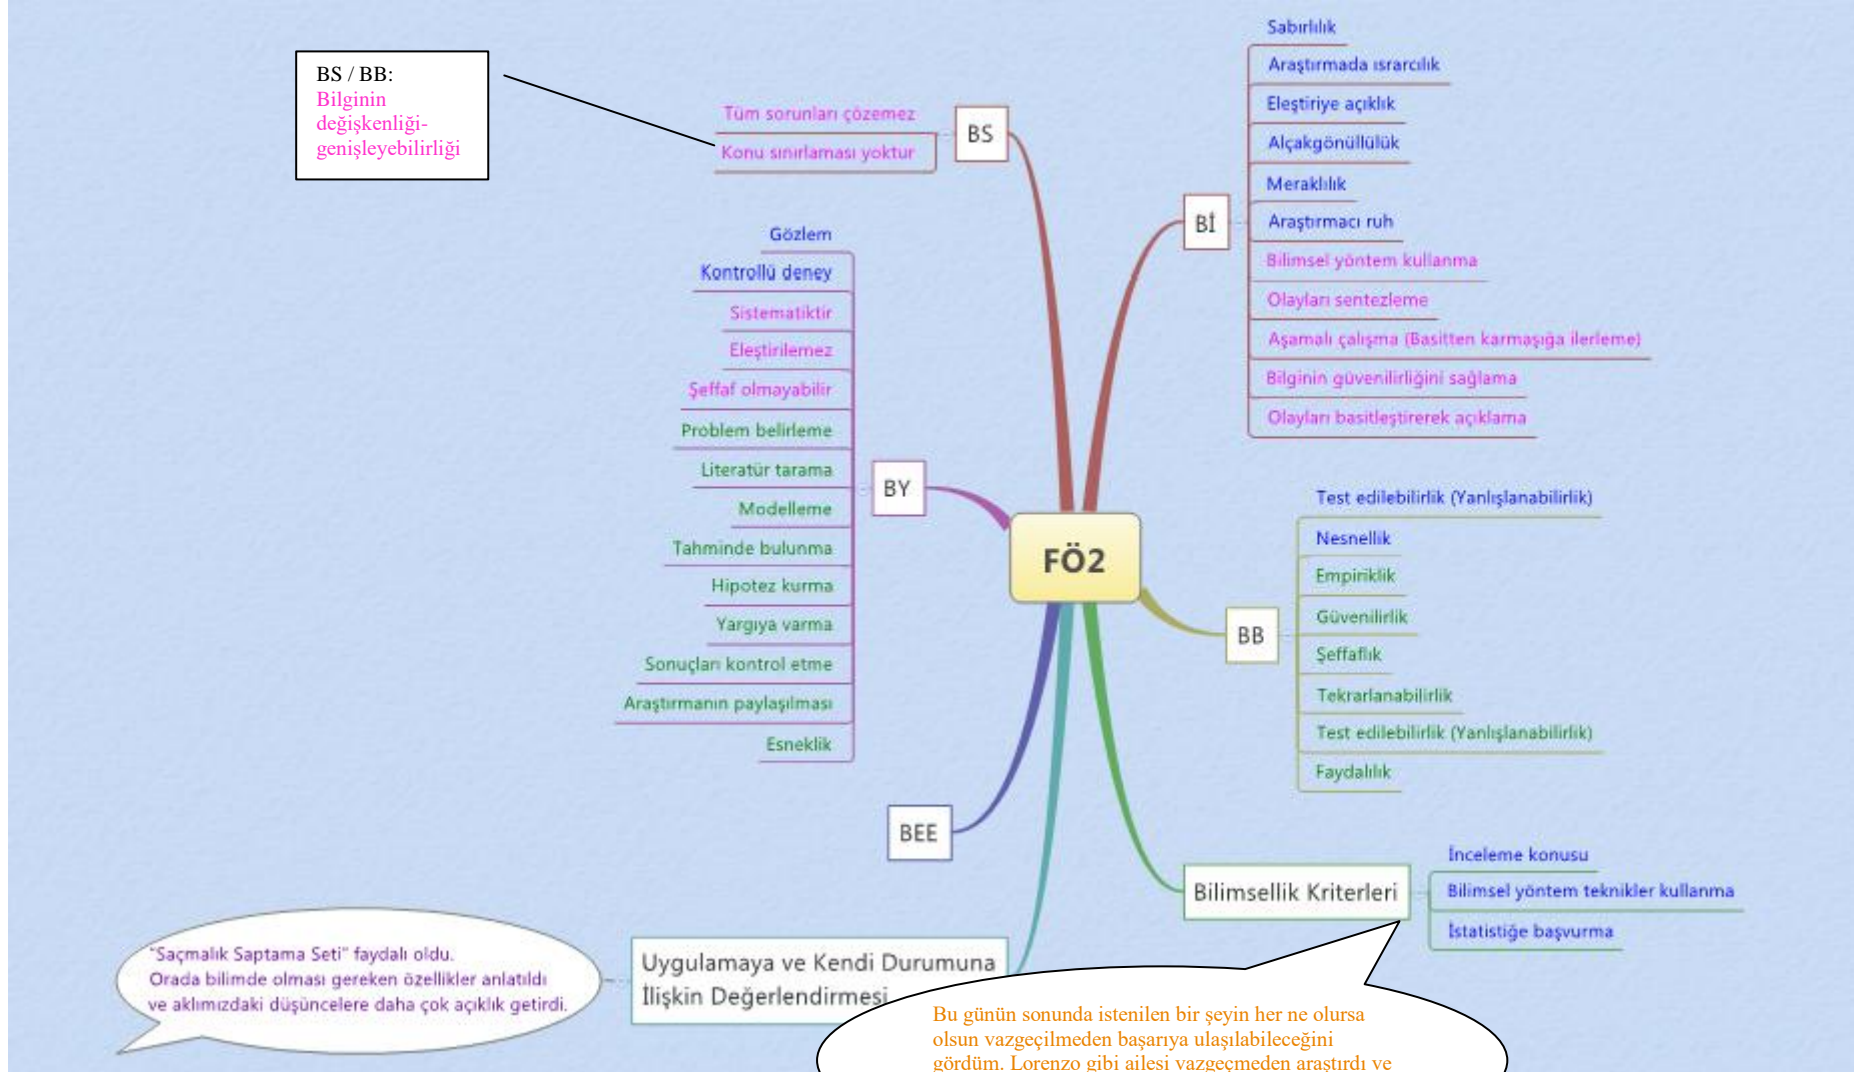 BS / BB:
Bilginin
değişkenliği-
genişleyebilirliği
Tüm sorunları çözemez
Konu sınırlaması yoktur
BS
Sabırlılık
Araştırmada ısrarcılık
Eleştiriye açıklık
Alçakgönüllülük
Meraklılık
Araştırmacı ruh
Bilimsel yöntem kullanma
Olayları sentezleme
Aşamalı çalışma (Basitten karmaşığa ilerleme)
Bilginin güvenilirliğini sağlama
Olayları basitleştirerek açıklama
Bİ
Gözlem
Kontrollü deney
Sistematiktir
Eleştirilemez
Şeffaf olmayabilir
Problem belirleme
Literatür tarama
Modelleme
Tahminde bulunma
Hipotez kurma
Yargıya varma
Sonuçları kontrol etme
Araştırmanın paylaşılması
Esneklik
BY
FÖ2
Test edilebilirlik (Yanlışlanabilirlik)
Nesnellik
Empiriklik
Güvenilirlik
Şeffaflık
Tekrarlanabilirlik
Test edilebilirlik (Yanlışlanabilirlik)
Faydalılık
BB
BEE
Bilimsellik Kriterleri
İnceleme konusu
Bilimsel yöntem teknikler kullanma
İstatistiğe başvurma
"Saçmalık Saptama Seti" faydalı oldu.
Orada bilimde olması gereken özellikler anlatıldı
ve aklımızdaki düşüncelere daha çok açıklık getirdi.
Uygulamaya ve Kendi Durumuna
İlişkin Değerlendirmesi
Bu günün sonunda istenilen bir şeyin her ne olursa
olsun vazgeçilmeden başarıya ulaşılabileceğini
gördüm. Lorenzo gibi ailesi vazgeçmeden araştırdı ve